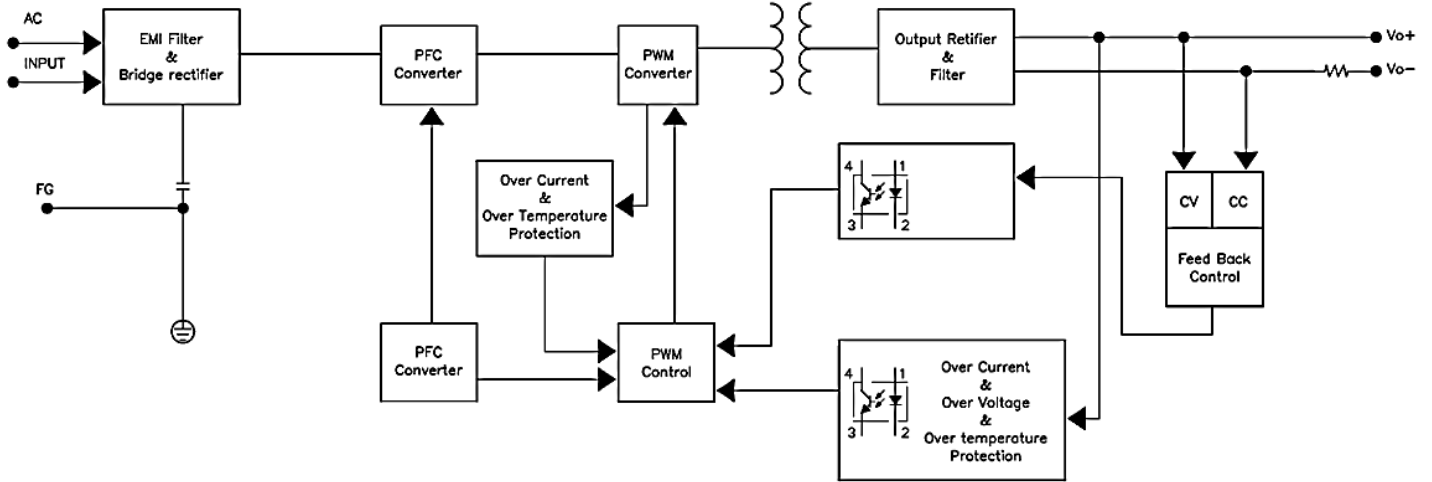 AC
INPUT
EMI Filter
&
Bridge rectifier
PFC
Converter
PWM
Converter
Output Retifier
&
Filter
Vo+
Vo-
FG
Over Current
&
Over Temperature
Protection
4 1
3 2
CV CC
Feed Back
Control
PFC
Converter
PWM
Control
4 1
3 2
Over Current
&
Over Voltage
&
Over temperature
Protection